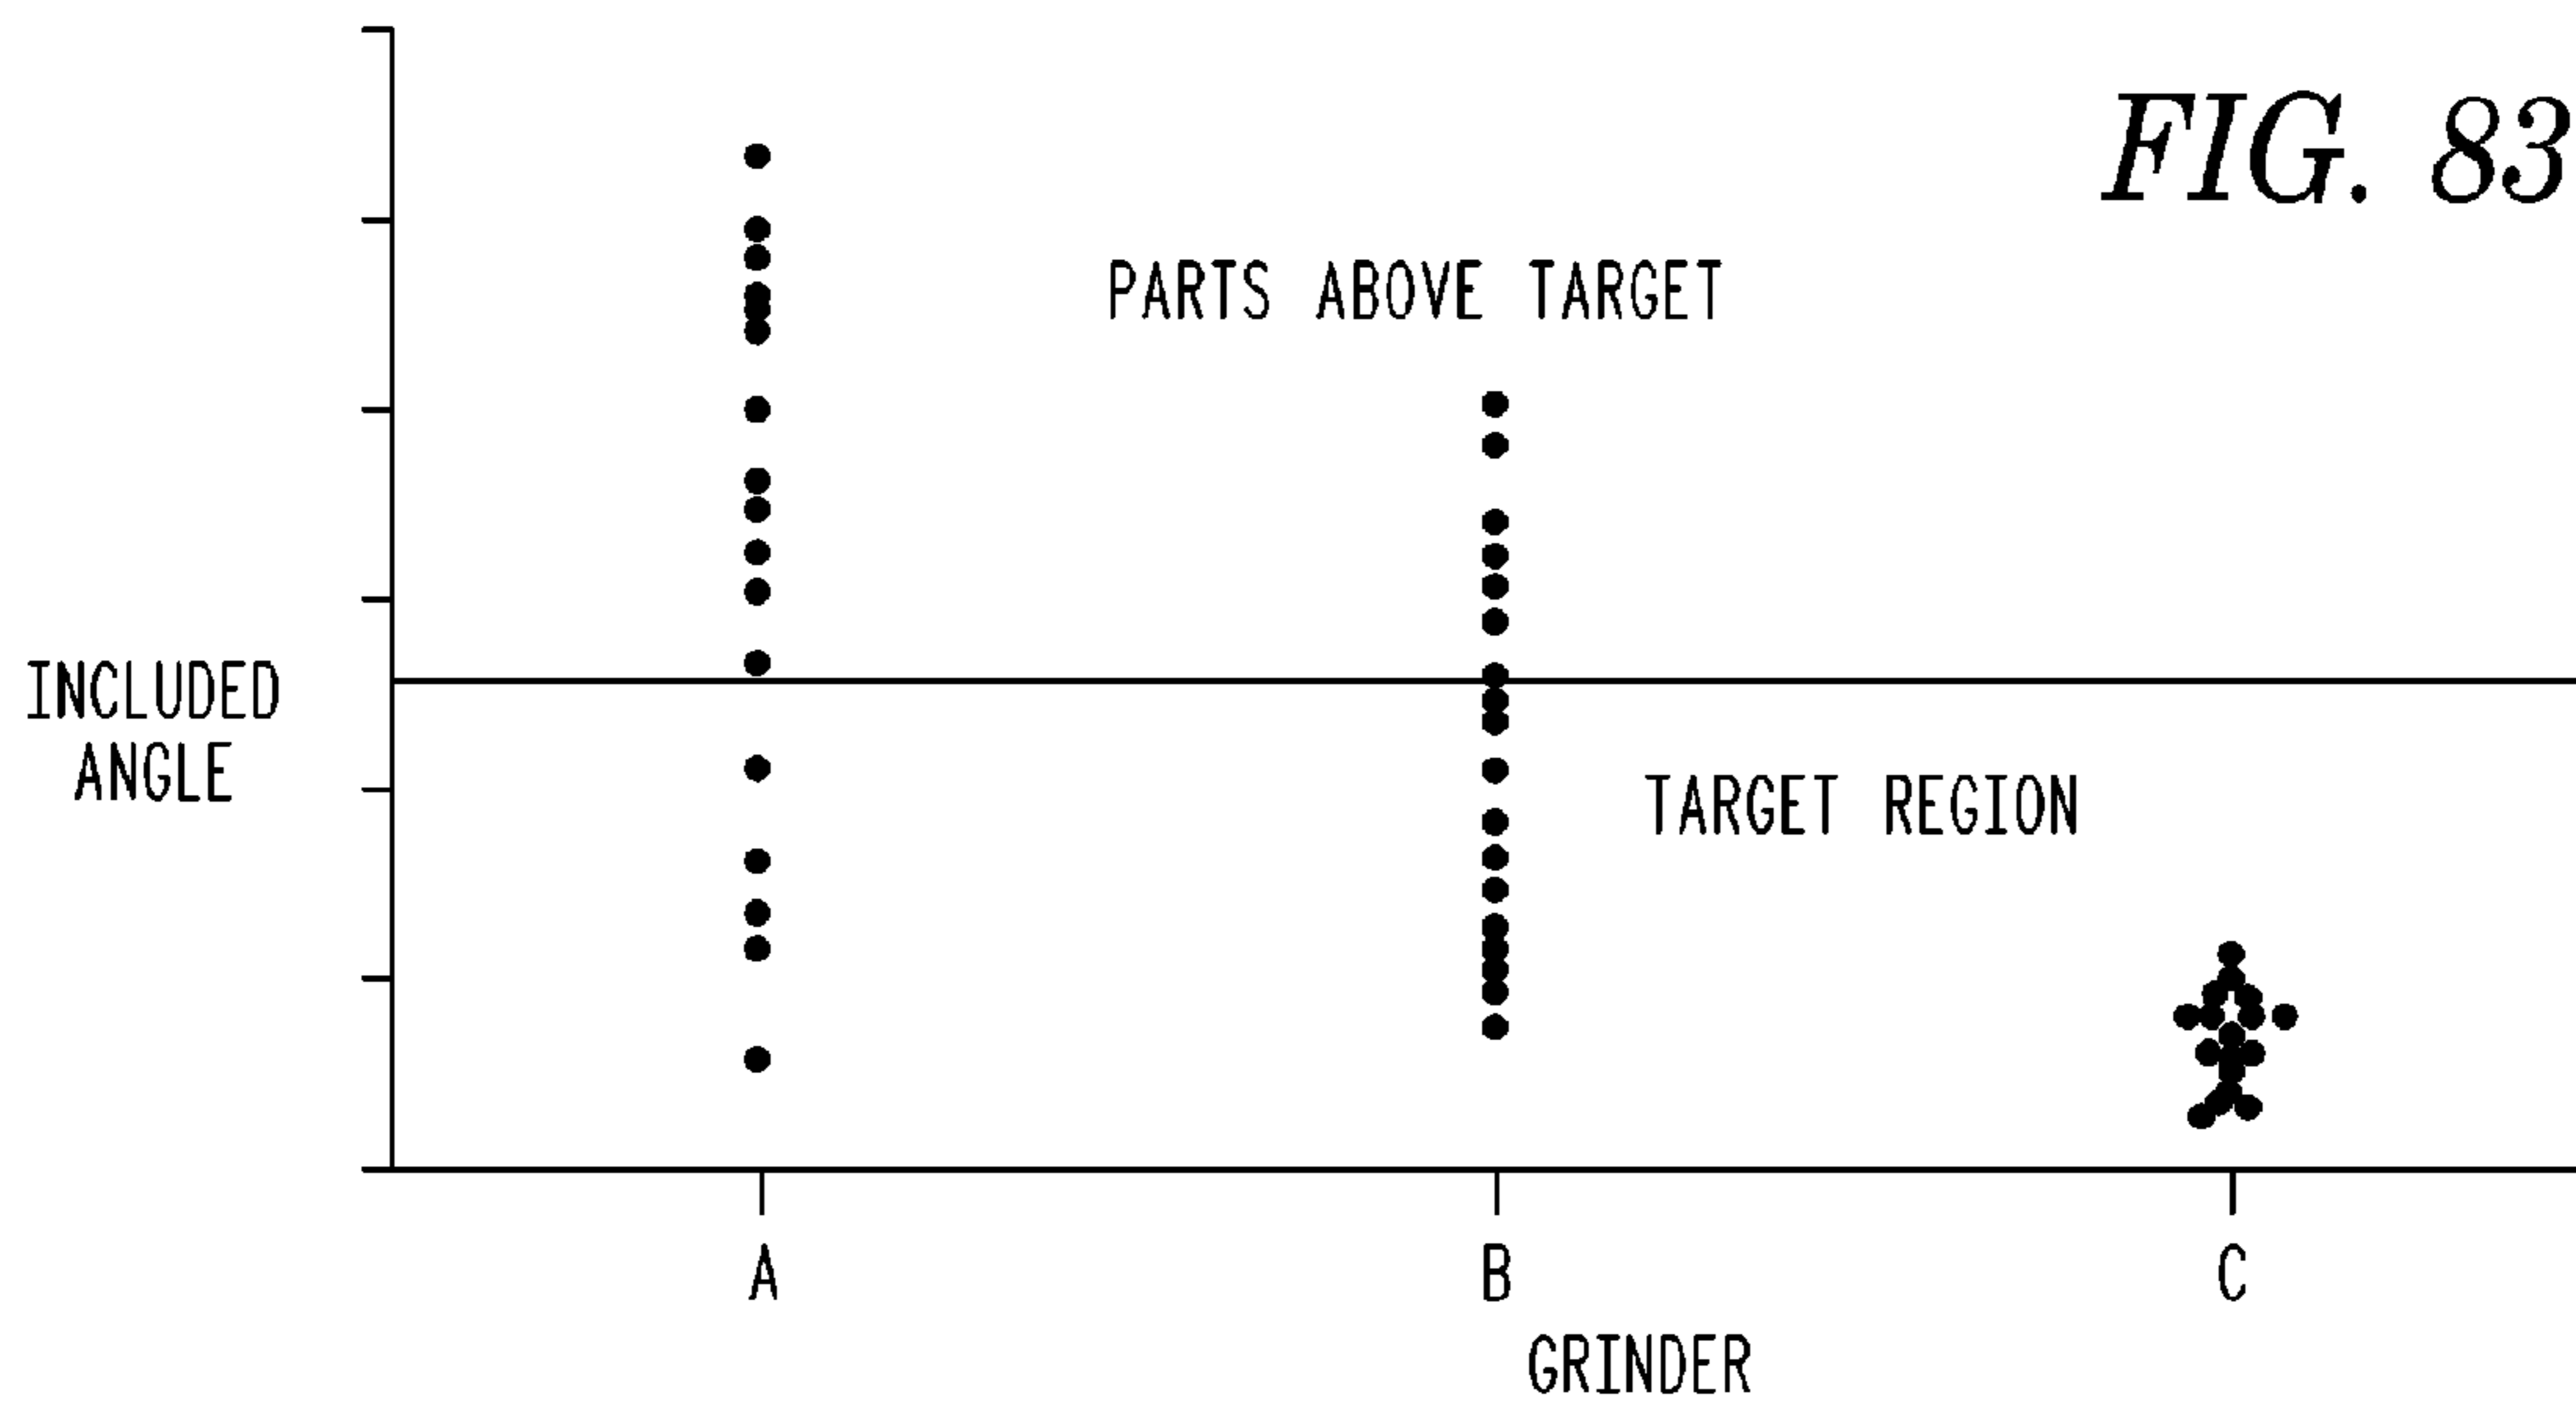 FIG. 83
PARTS ABOVE TARGET
INCLUDED
ANGLE
TARGET REGION
A
B
C
GRINDER